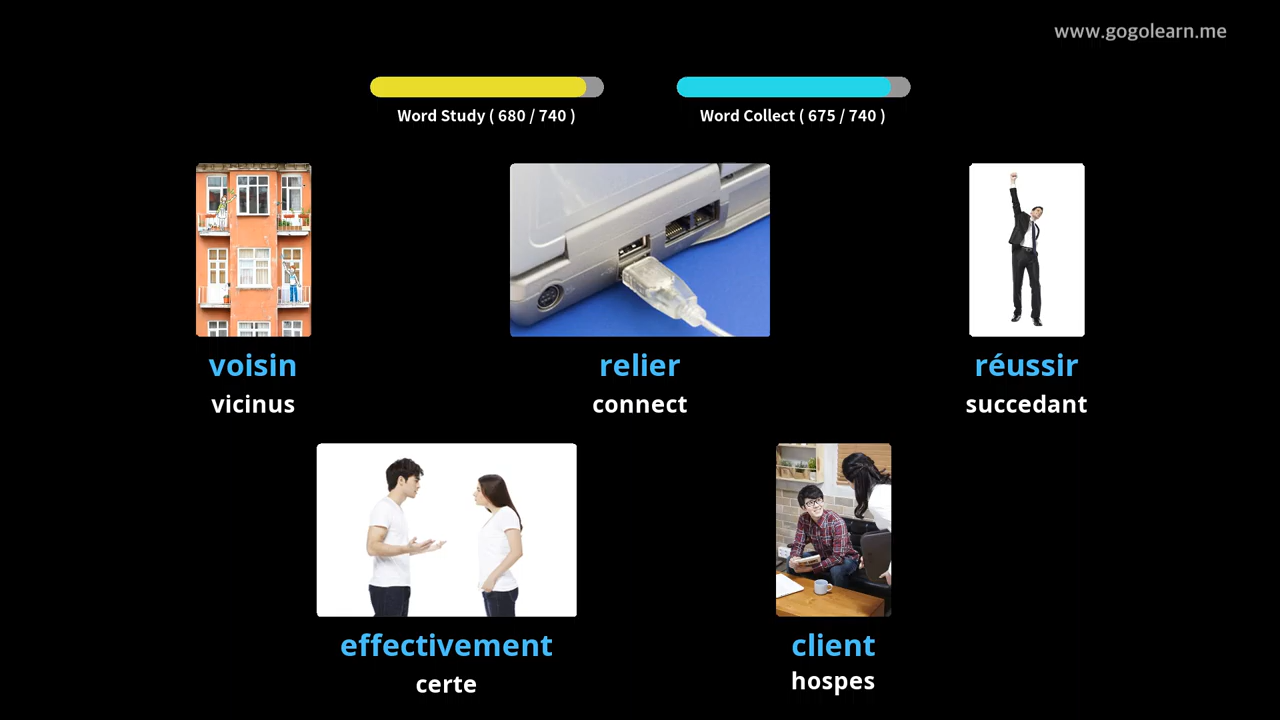 www.gogolearn.me
Word Study ( 680 / 740 )
Word Collect ( 675 / 740 )
voisin
vicinus
relier
connect
réussir
succedant
effectivement
certe
client
hospes